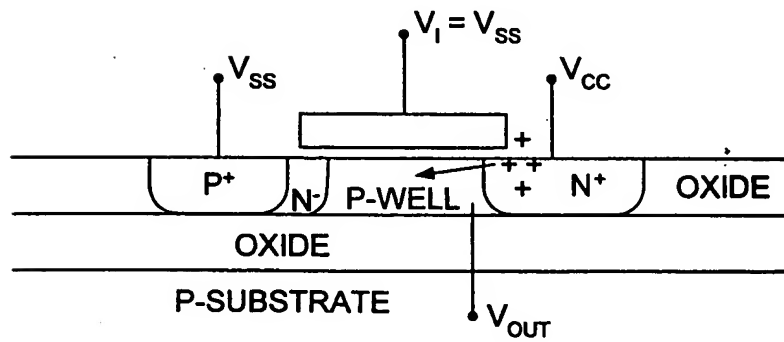 V_I = V_SS
V_SS
V_CC
+
+ +
+
P+
N-
P-WELL
N+
OXIDE
OXIDE
P-SUBSTRATE
V_OUT